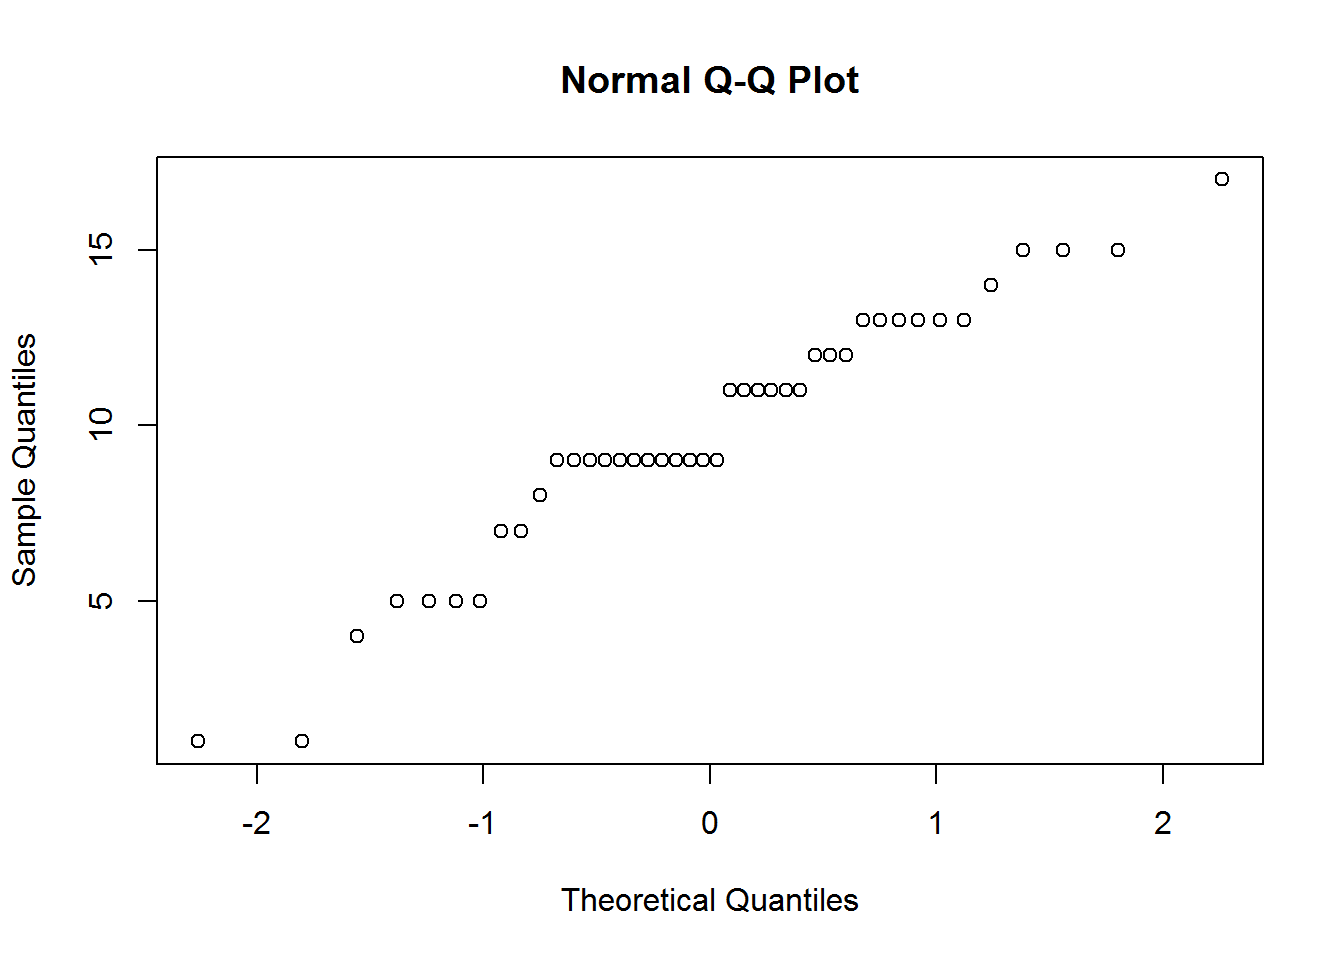 Normal Q-Q Plot
Sample Quantiles
15
10
5
-2 -1 0 1 2
Theoretical Quantiles